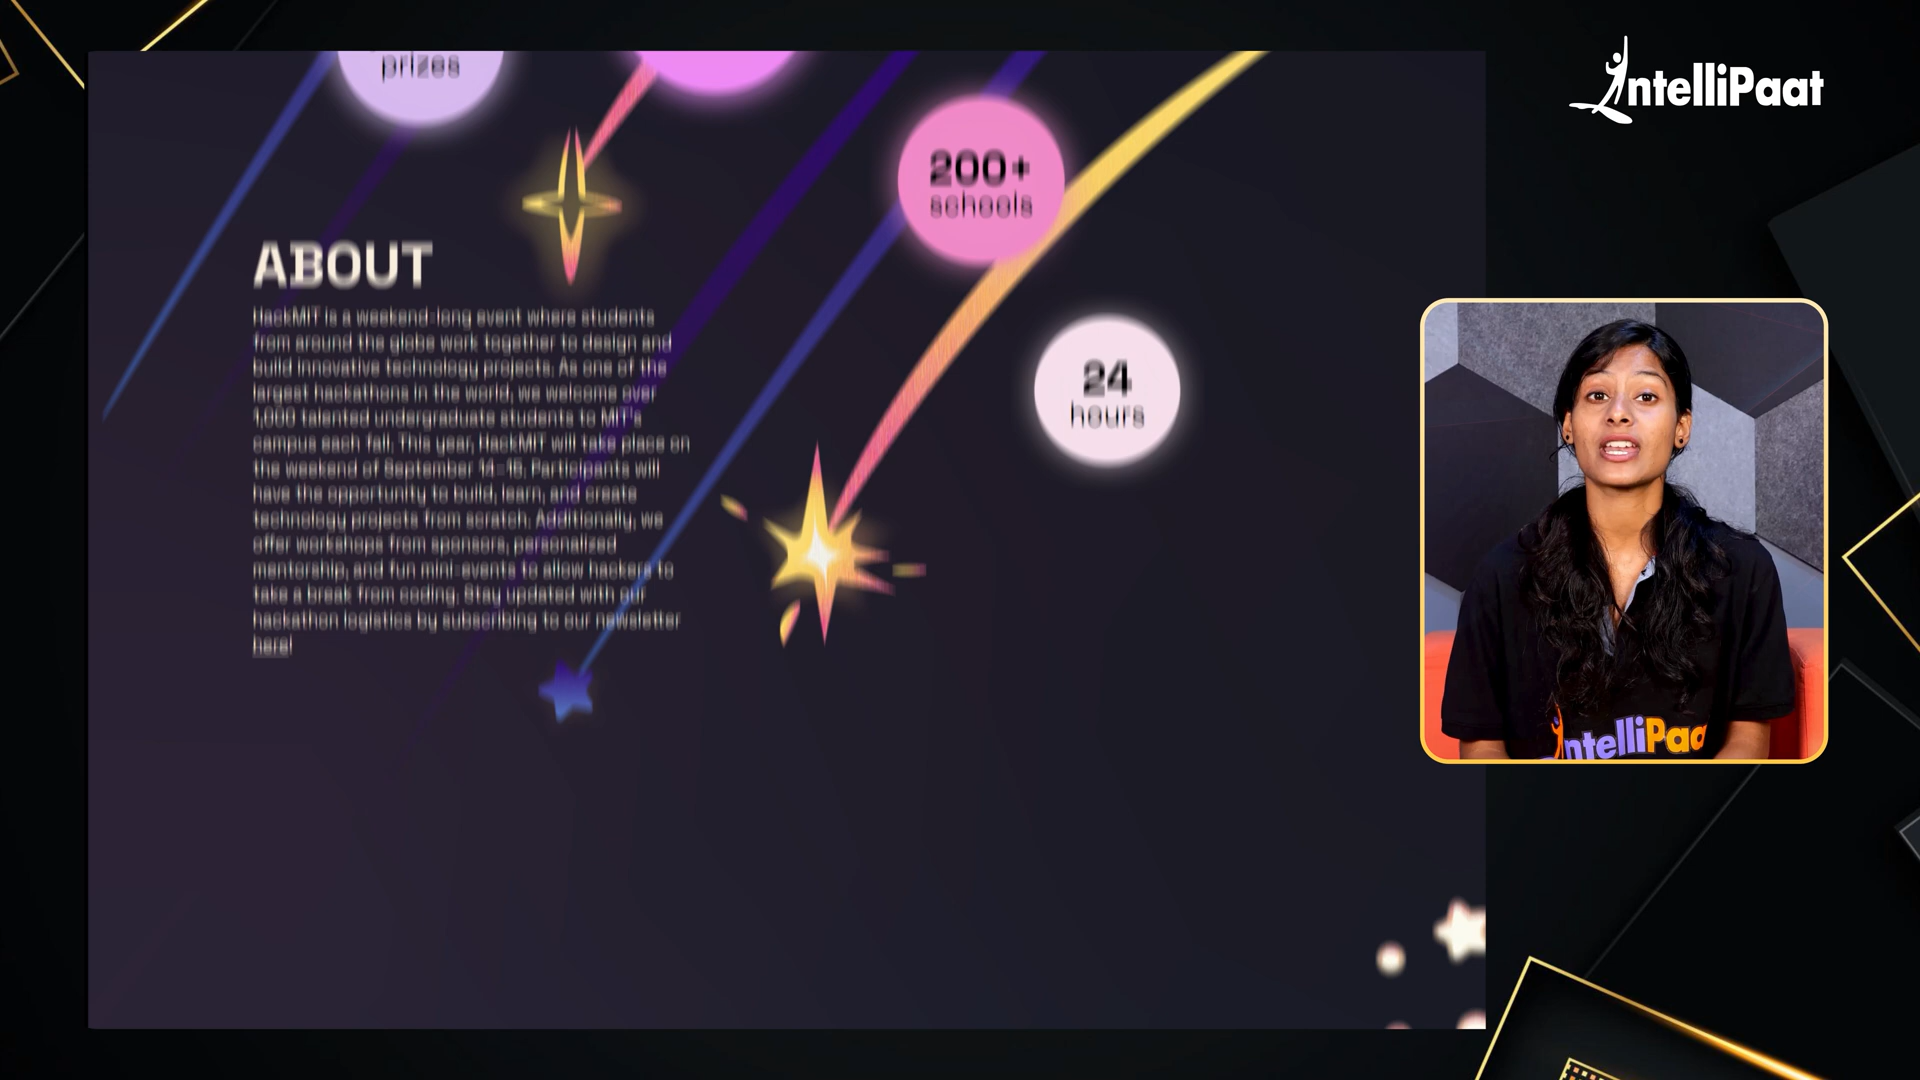 prizes
IntelliPaat
200+
schools
ABOUT
HackMIT is a weekend-long event where students
from around the globe work together to design and
build innovative technology projects. As one of the
largest hackathons in the world, we welcome over
1,000 talented undergraduate students to MIT's
campus each fall. This year, HackMIT will take place on
the weekend of September 14-15. Participants will
have the opportunity to build, learn, and create
technology projects from scratch. Additionally, we
offer workshops from sponsors, personalized
mentorship, and fun mini-events to allow hackers to
take a break from coding. Stay updated with our
hackathon logistics by subscribing to our newsletter
here!
24
hours
IntelliPaa